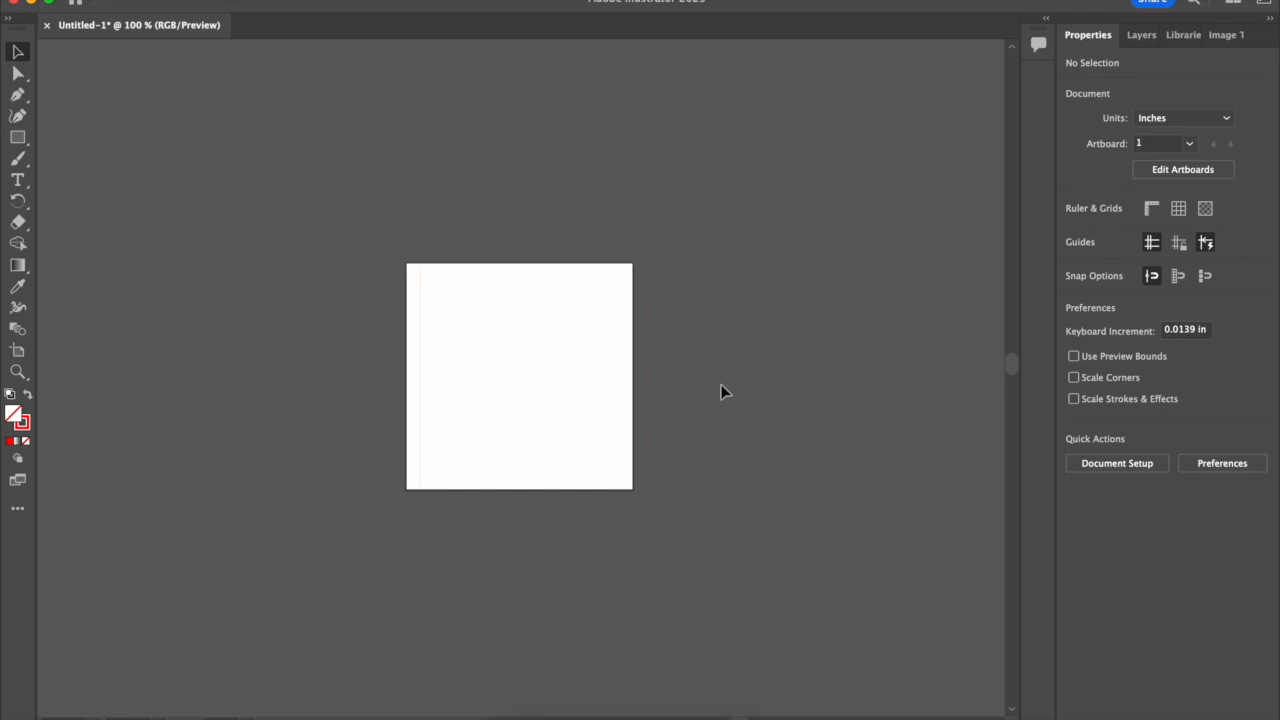 Share
Untitled-1* @ 100 % (RGB/Preview)
Properties
Layers
Librarie
Image T
No Selection
Document
Units:
Inches
Artboard:
1
Edit Artboards
Ruler & Grids
Guides
Snap Options
Preferences
Keyboard Increment:
0.0139 in
Use Preview Bounds
Scale Corners
Scale Strokes & Effects
Quick Actions
Document Setup
Preferences